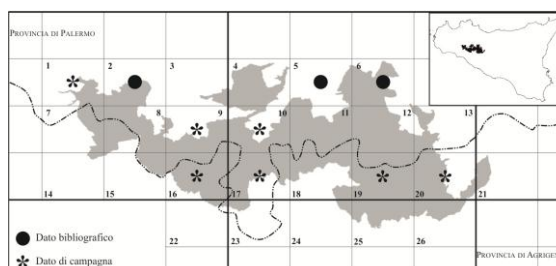 PROVINCIA DI PALERMO
1 2 3 4 5 6
7 8 9 10 11 12 13
14 15 16 17 18 19 20 21
22 23 24 25 26
Dato bibliografico
Dato di campagna
PROVINCIA DI AGRIGE